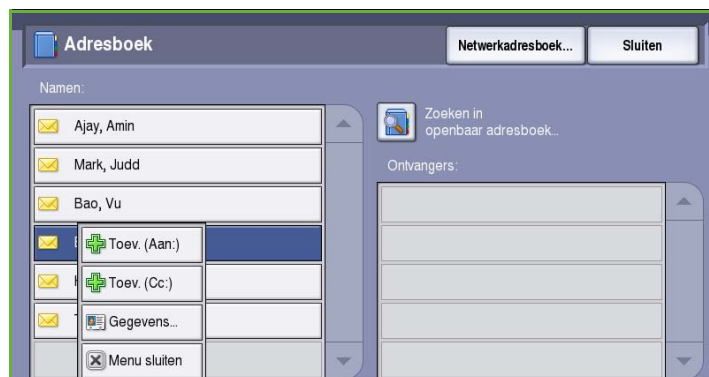 Adresboek
Netwerkadresboek...
Sluiten
Namen:
Ajay, Amin
Mark, Judd
Bao, Vu
Toev. (Aan:)
Toev. (Cc:)
Gegevens...
Menu sluiten
Zoeken in
openbaar adresboek...
Ontvangers: